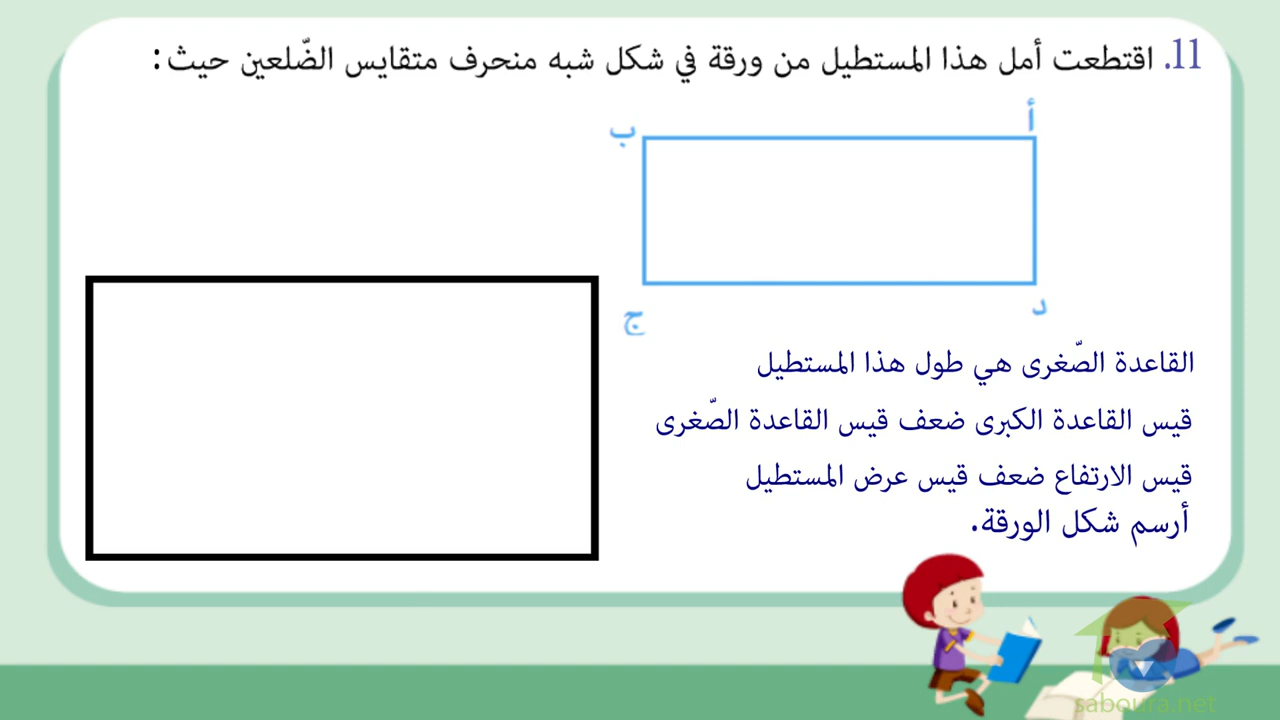 11. اقتطعت أمل هذا المستطيل من ورقة في شكل شبه منحرف متقايس الضّلعين حيث:
أ
ب
د
ج
القاعدة الصّغرى هي طول هذا المستطيل
قيس القاعدة الكبرى ضعف قيس القاعدة الصّغرى
قيس الارتفاع ضعف قيس عرض المستطيل
أرسم شكل الورقة.
saboura.net